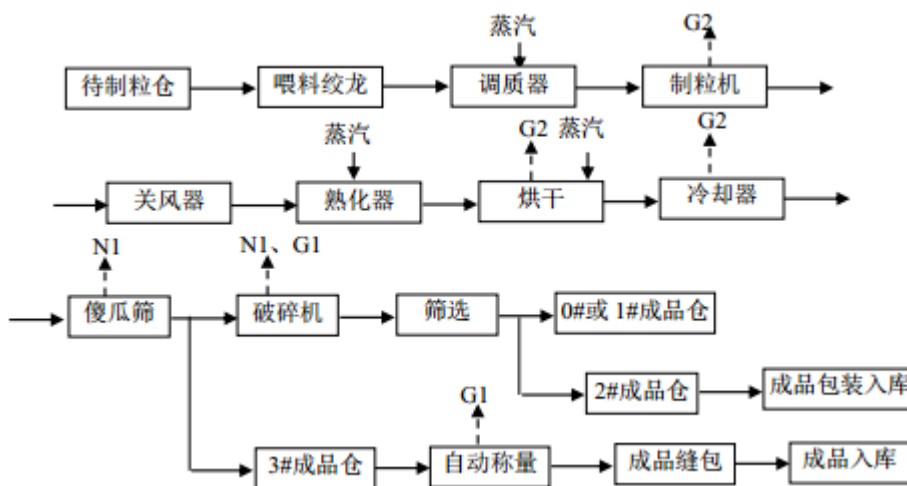 蒸汽
G2
待制粒仓
喂料绞龙
调质器
制粒机
蒸汽
G2
蒸汽
G2
关风器
熟化器
烘干
冷却器
N1
N1、G1
傻瓜筛
破碎机
筛选
0#或 1#成品仓
2#成品仓
成品包装入库
G1
3#成品仓
自动称量
成品缝包
成品入库